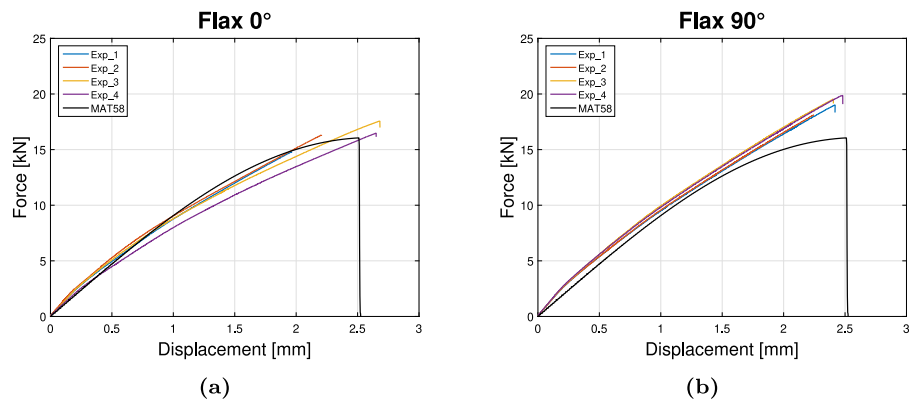 Flax 0°
25
20
15
10
5
0
Force [kN]
Exp_1
Exp_2
Exp_3
Exp_4
MAT58
0 0.5 1 1.5 2 2.5 3
Displacement [mm]
(a)
Flax 90°
25
20
15
10
5
0
Force [kN]
Exp_1
Exp_2
Exp_3
Exp_4
MAT58
0 0.5 1 1.5 2 2.5 3
Displacement [mm]
(b)